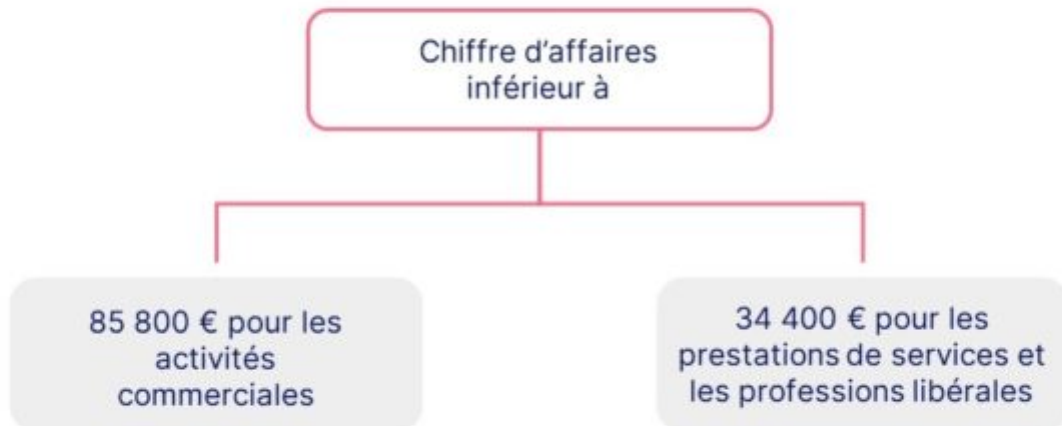 Chiffre d'affaires
inférieur à
85 800 € pour les
activités
commerciales
34 400 € pour les
prestations de services et
les professions libérales